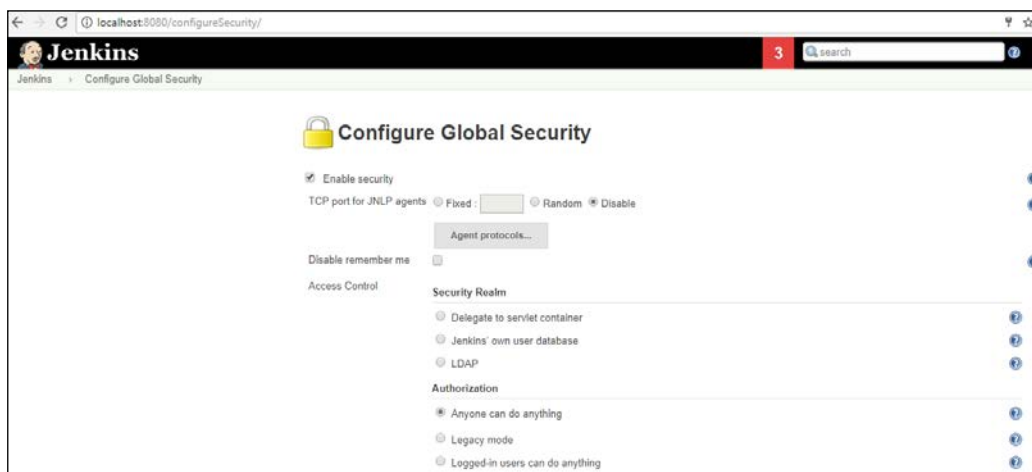 localhost:8080/configureSecurity/
Jenkins 3 search
Jenkins Configure Global Security
Configure Global Security
Enable security
TCP port for JNLP agents Fixed : Random Disable
Agent protocols...
Disable remember me
Access Control Security Realm
Delegate to servlet container
Jenkins' own user database
LDAP
Authorization
Anyone can do anything
Legacy mode
Logged-in users can do anything